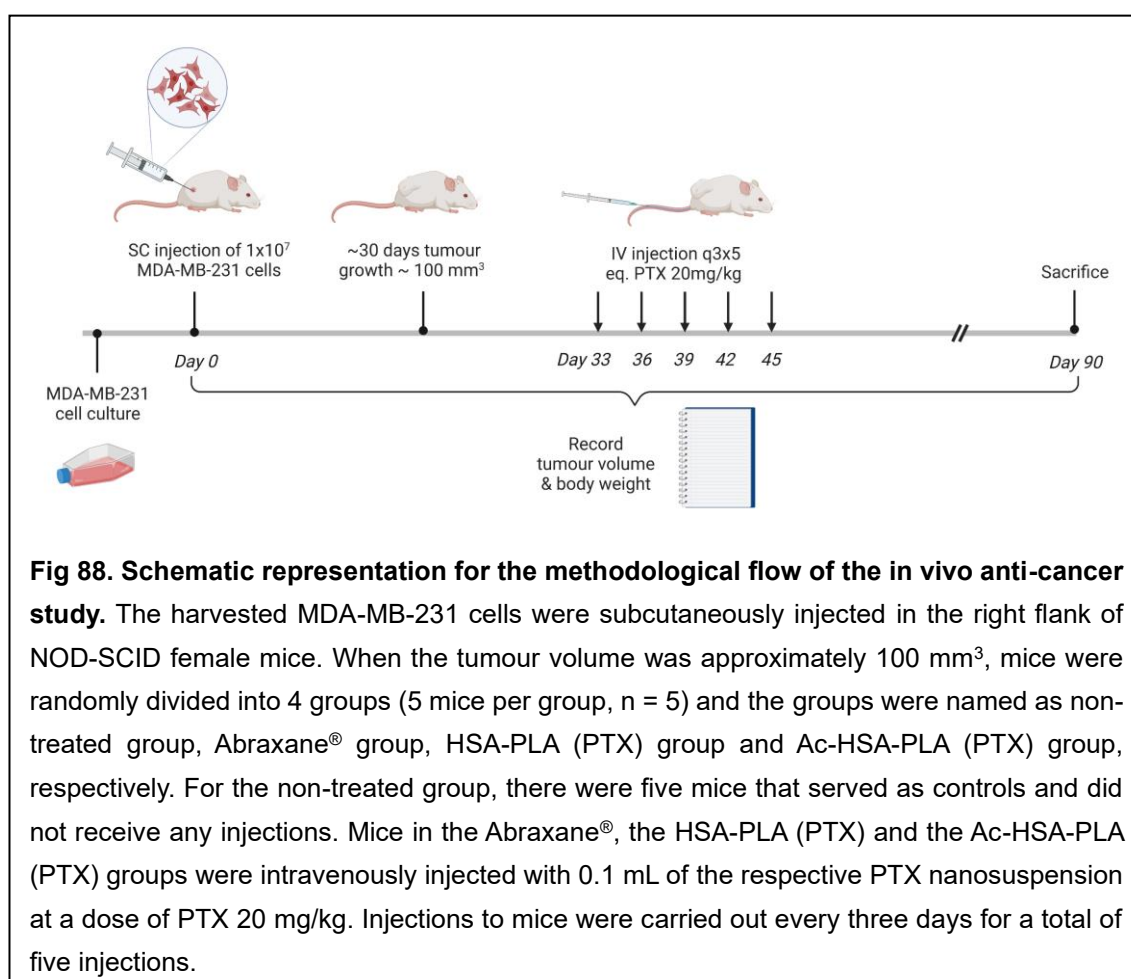 SC injection of 1x10⁷
MDA-MB-231 cells
~30 days tumour
growth ~ 100 mm³
IV injection q3x5
eq. PTX 20mg/kg
Sacrifice
Day 0
Day 33
36
39
42
45
Day 90
MDA-MB-231
cell culture
Record
tumour volume
& body weight
Fig 88. Schematic representation for the methodological flow of the in vivo anti-cancer
study. The harvested MDA-MB-231 cells were subcutaneously injected in the right flank of
NOD-SCID female mice. When the tumour volume was approximately 100 mm³, mice were
randomly divided into 4 groups (5 mice per group, n = 5) and the groups were named as non-
treated group, Abraxane® group, HSA-PLA (PTX) group and Ac-HSA-PLA (PTX) group,
respectively. For the non-treated group, there were five mice that served as controls and did
not receive any injections. Mice in the Abraxane®, the HSA-PLA (PTX) and the Ac-HSA-PLA
(PTX) groups were intravenously injected with 0.1 mL of the respective PTX nanosuspension
at a dose of PTX 20 mg/kg. Injections to mice were carried out every three days for a total of
five injections.